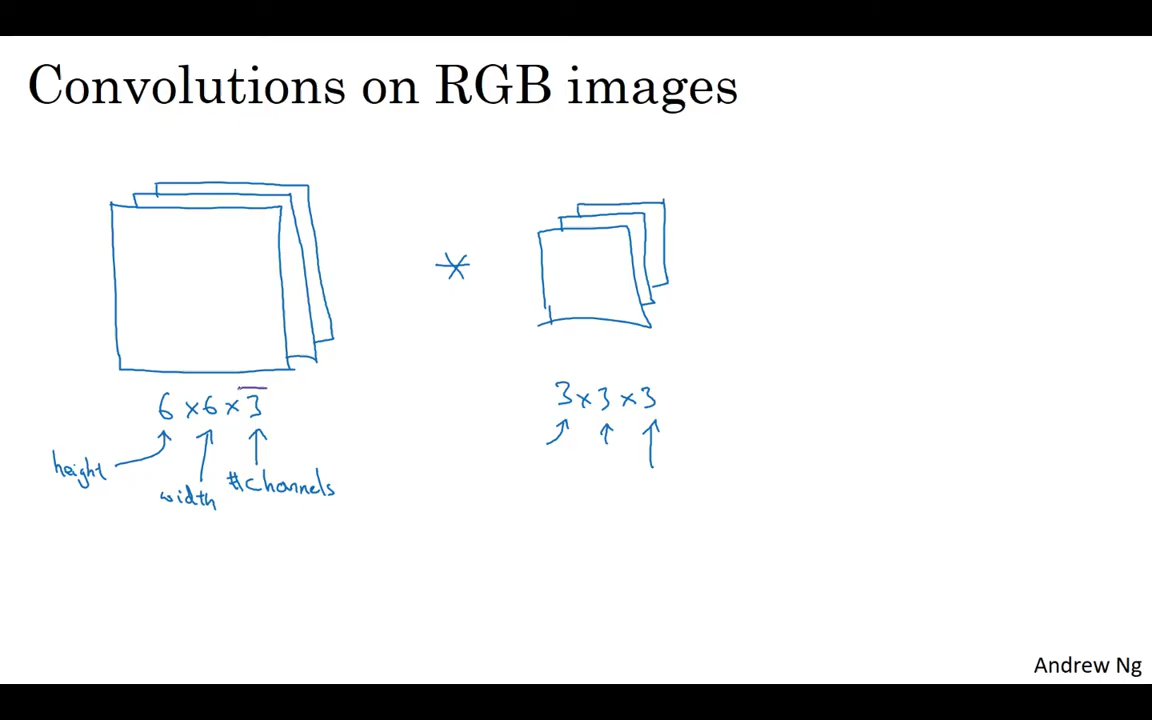 Convolutions on RGB images
*
6 × 6 × 3
3 × 3 × 3
height
width
#channels
Andrew Ng